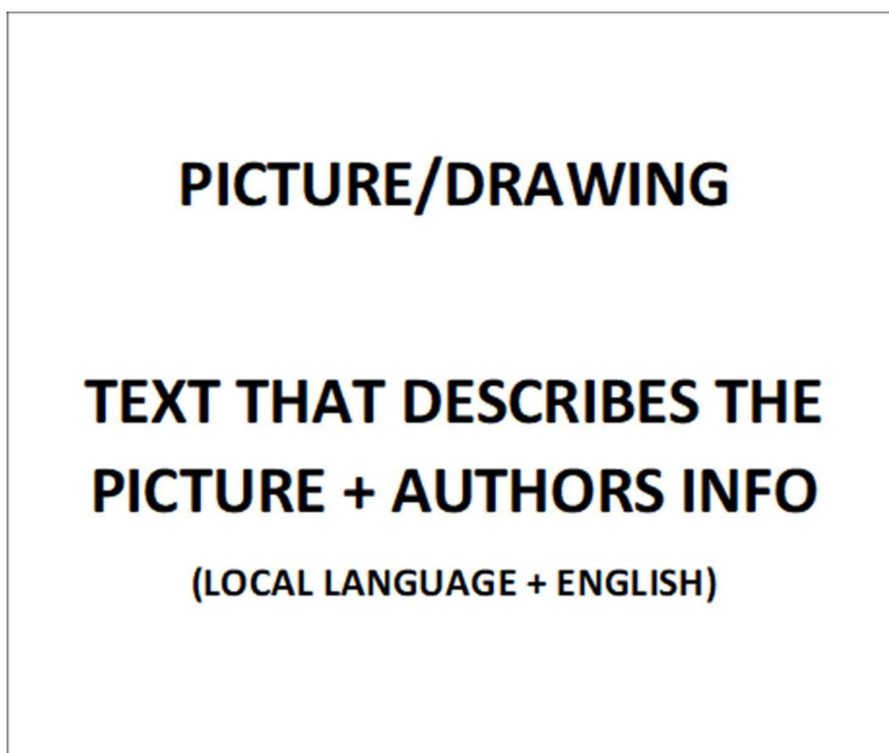 PICTURE/DRAWING
TEXT THAT DESCRIBES THE
PICTURE + AUTHORS INFO
(LOCAL LANGUAGE + ENGLISH)